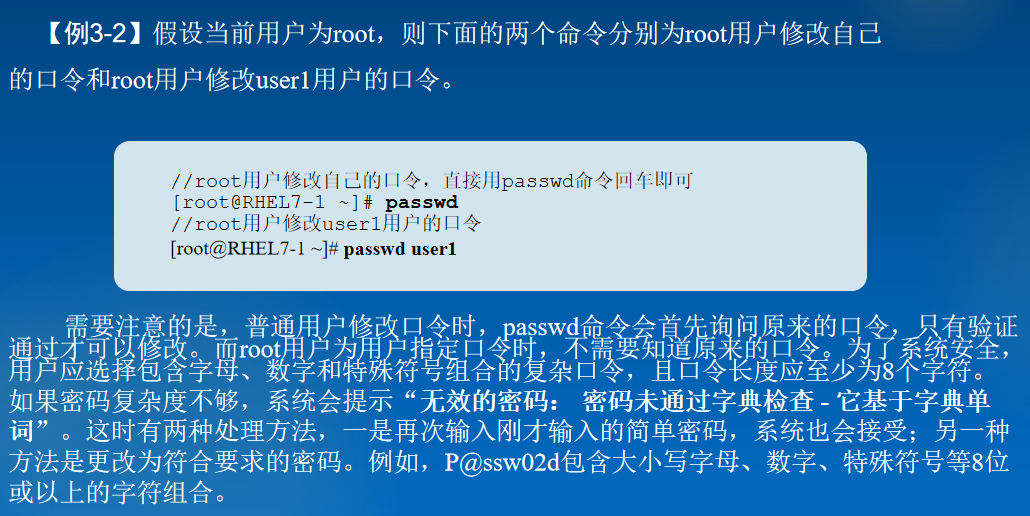 【例3-2】假设当前用户为root，则下面的两个命令分别为root用户修改自己
的口令和root用户修改user1用户的口令。
//root用户修改自己的口令，直接用passwd命令回车即可
[root@RHEL7-1 ~]# passwd
//root用户修改user1用户的口令
[root@RHEL7-1 ~]# passwd user1
需要注意的是，普通用户修改口令时，passwd命令会首先询问原来的口令，只有验证
通过才可以修改。而root用户为用户指定口令时，不需要知道原来的口令。为了系统安全，
用户应选择包含字母、数字和特殊符号组合的复杂口令，且口令长度应至少为8个字符。
如果密码复杂度不够，系统会提示“无效的密码： 密码未通过字典检查 - 它基于字典单
词”。这时有两种处理方法，一是再次输入刚才输入的简单密码，系统也会接受；另一种
方法是更改为符合要求的密码。例如，P@ssw02d包含大小写字母、数字、特殊符号等8位
或以上的字符组合。